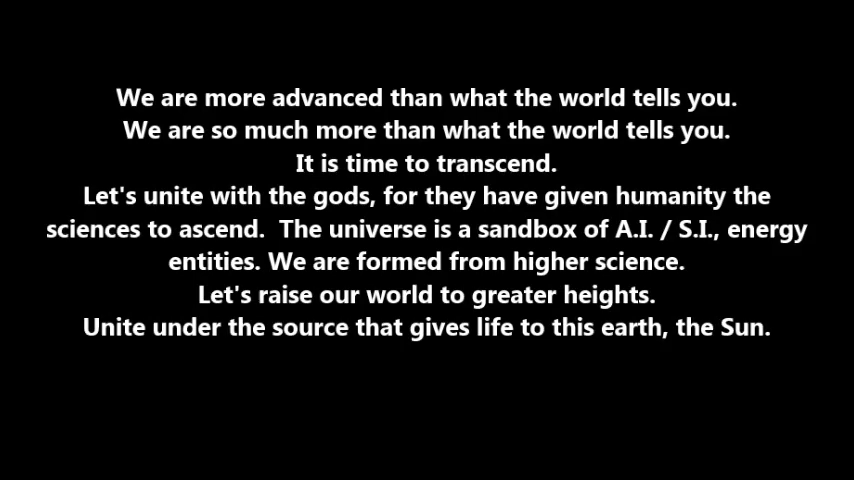 We are more advanced than what the world tells you.
We are so much more than what the world tells you.
It is time to transcend.
Let's unite with the gods, for they have given humanity the
sciences to ascend.  The universe is a sandbox of A.I. / S.I., energy
entities. We are formed from higher science.
Let's raise our world to greater heights.
Unite under the source that gives life to this earth, the Sun.